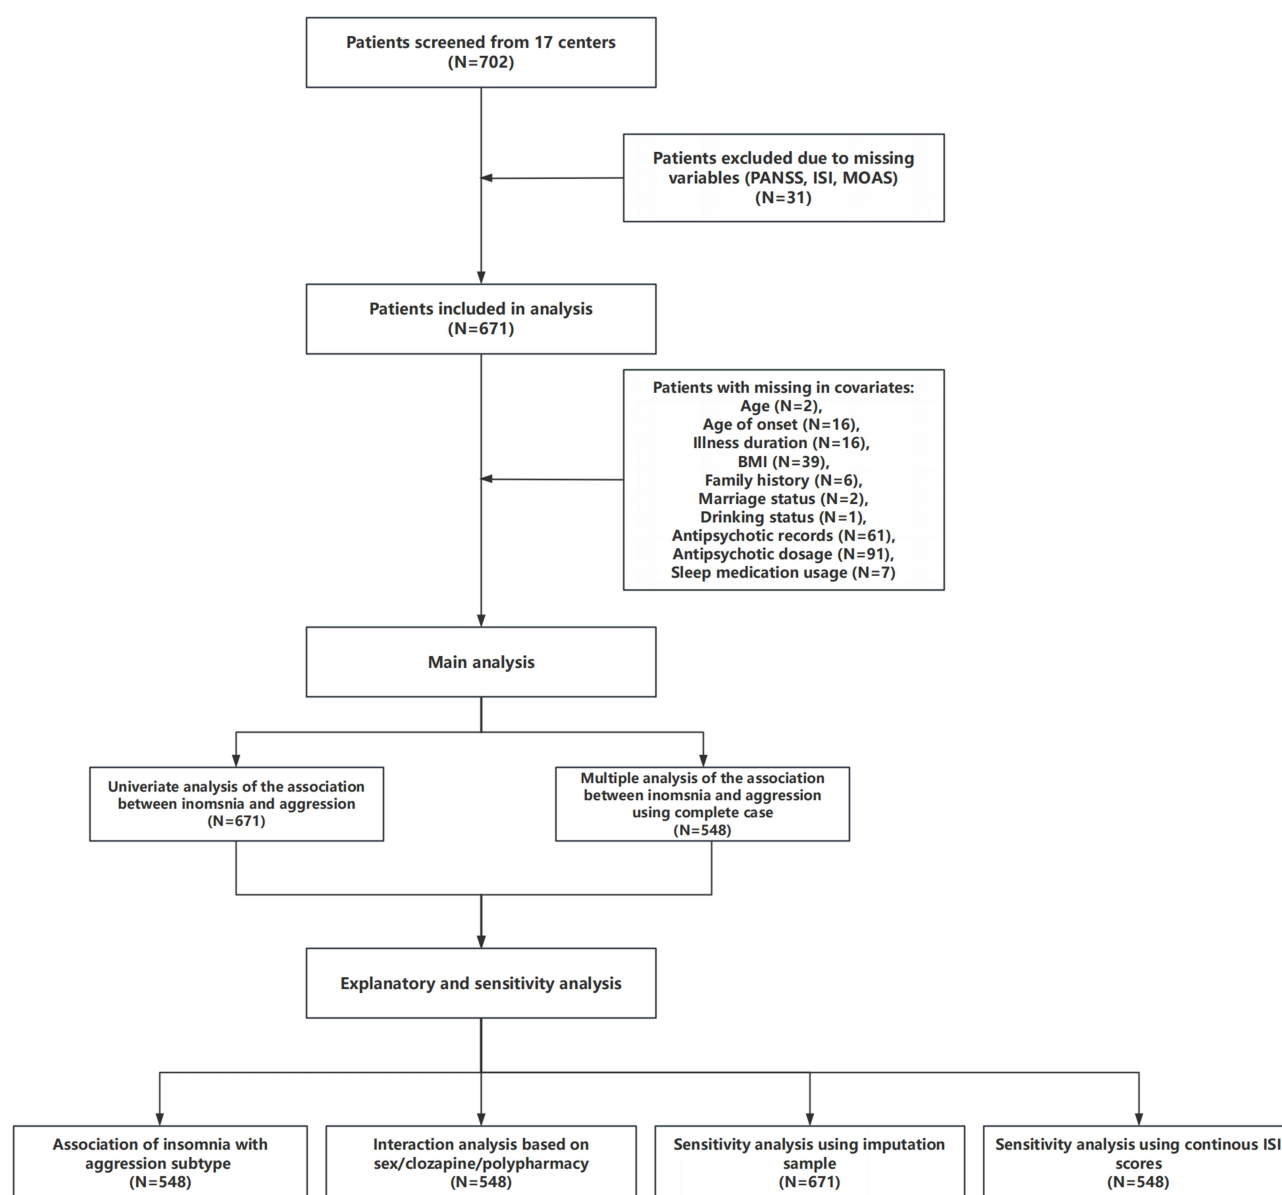 Patients screened from 17 centers
(N=702)
Patients excluded due to missing
variables (PANSS, ISI, MOAS)
(N=31)
Patients included in analysis
(N=671)
Patients with missing in covariates:
Age (N=2),
Age of onset (N=16),
Illness duration (N=16),
BMI (N=39),
Family history (N=6),
Marriage status (N=2),
Drinking status (N=1),
Antipsychotic records (N=61),
Antipsychotic dosage (N=91),
Sleep medication usage (N=7)
Main analysis
Univeriate analysis of the association
between inomsnia and aggression
(N=671)
Multiple analysis of the association
between inomsnia and aggression
using complete case
(N=548)
Explanatory and sensitivity analysis
Association of insomnia with
aggression subtype
(N=548)
Interaction analysis based on
sex/clozapine/polypharmacy
(N=548)
Sensitivity analysis using imputation
sample
(N=671)
Sensitivity analysis using continous ISI
scores
(N=548)